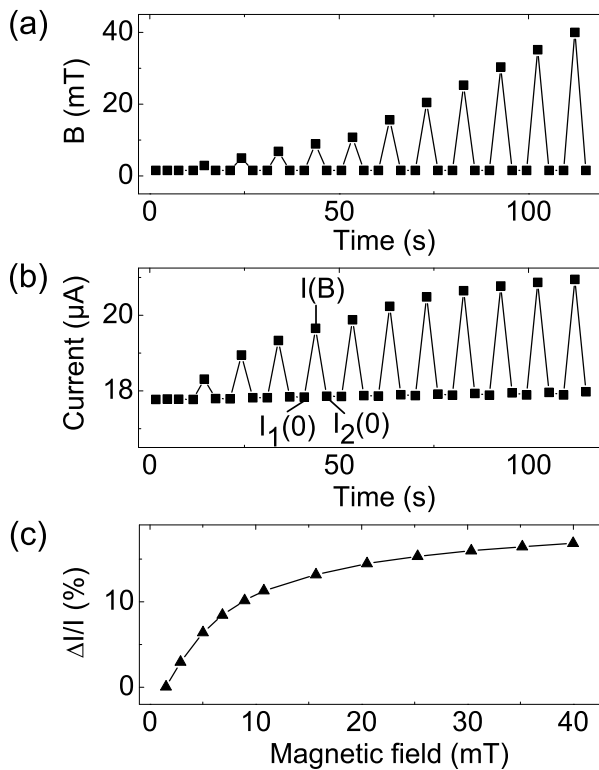 (a)
40
20
0
B (mT)
0
50
100
Time (s)
(b)
20
18
Current (µA)
I(B)
I₁(0) I₂(0)
0
50
100
Time (s)
(c)
10
0
ΔI/I (%)
0
10
20
30
40
Magnetic field (mT)